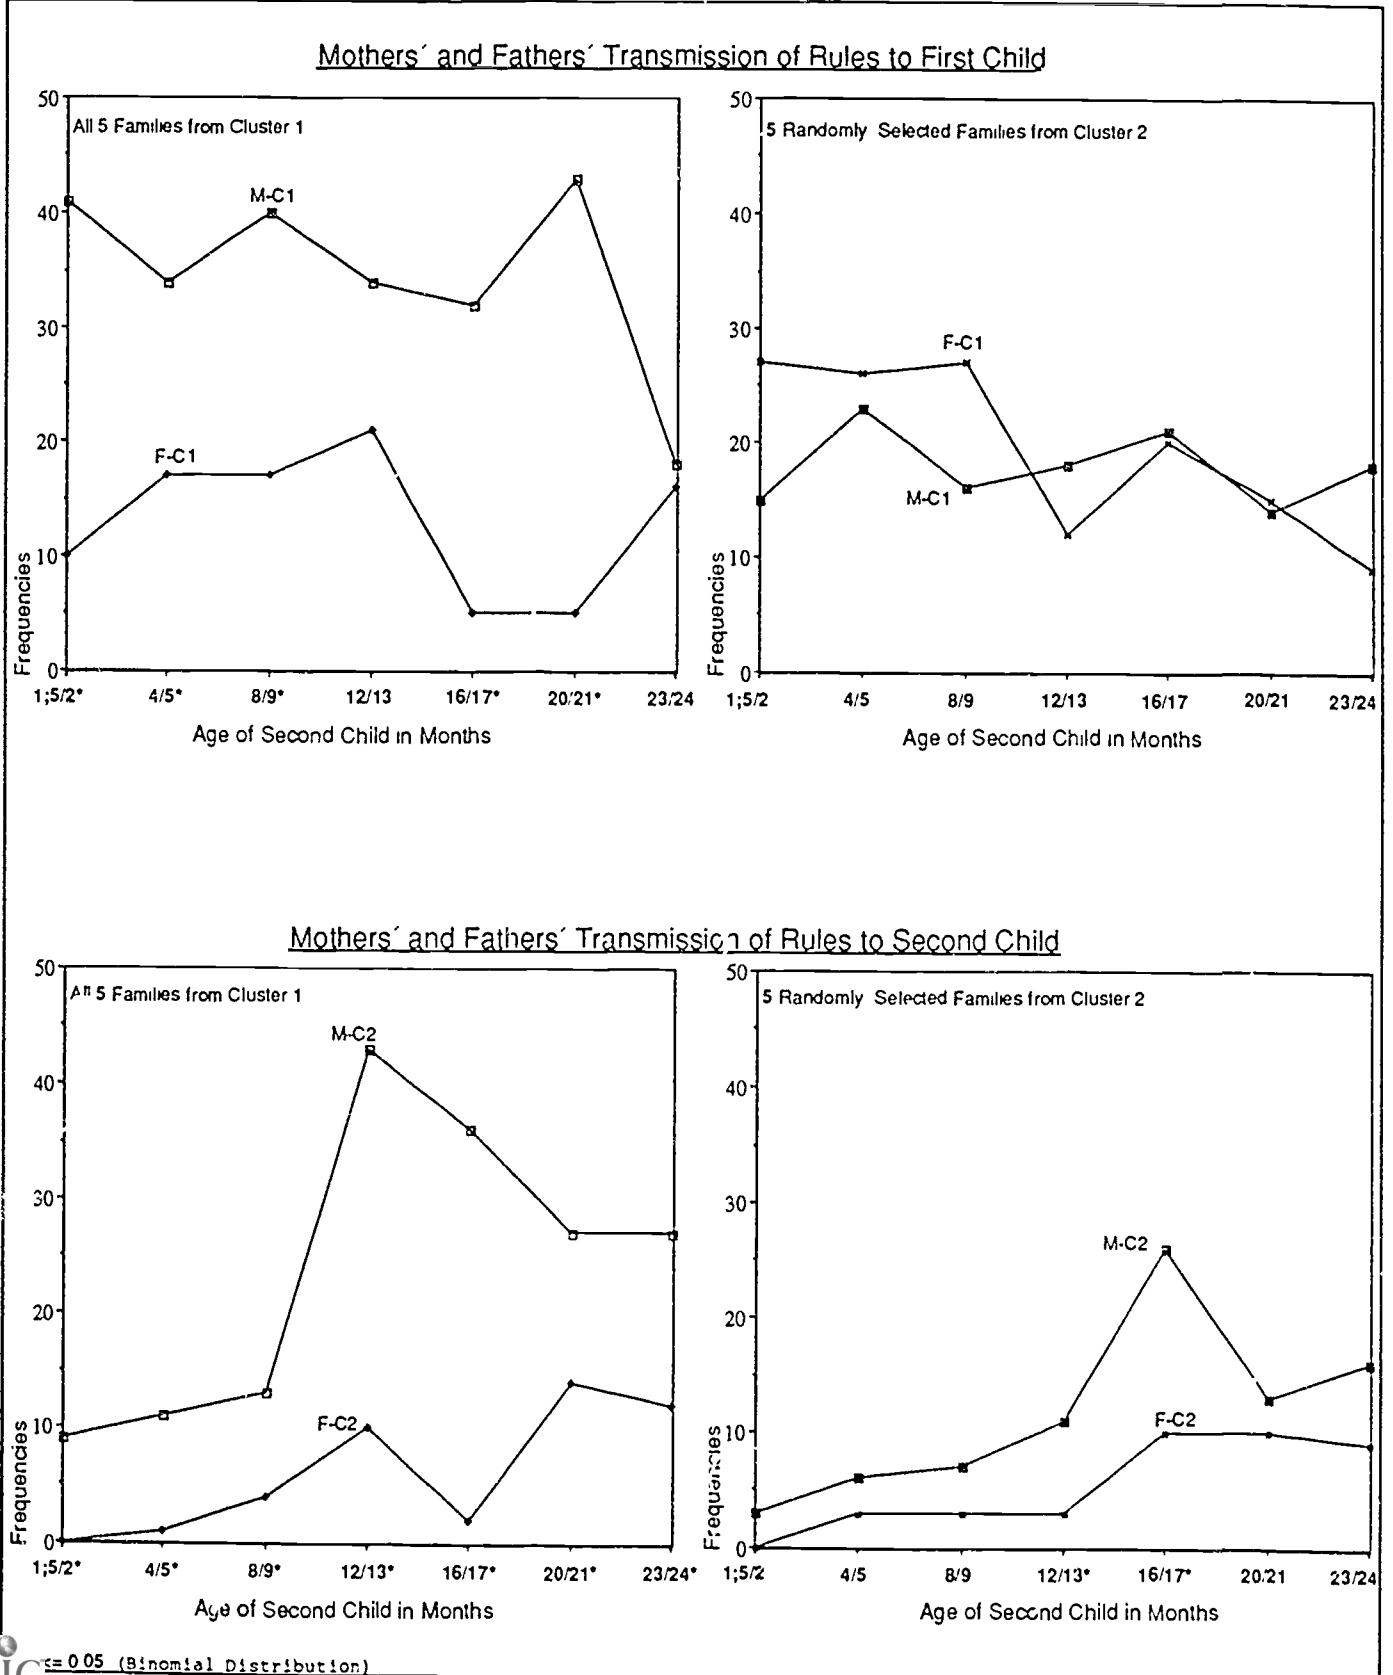 Mothers´ and Fathers´ Transmission of Rules to First Child
All 5 Families from Cluster 1
M-C1
F-C1
50
40
30
20
10
0
Frequencies
1;5/2* 4/5* 8/9* 12/13 16/17* 20/21* 23/24
Age of Second Child in Months
5 Randomly Selected Families from Cluster 2
F-C1
M-C1
50
40
30
20
10
0
Frequencies
1;5/2 4/5 8/9 12/13 16/17 20/21 23/24
Age of Second Child in Months
Mothers´ and Fathers´ Transmission of Rules to Second Child
All 5 Families from Cluster 1
M-C2
F-C2
50
40
30
20
10
0
Frequencies
1;5/2* 4/5* 8/9* 12/13* 16/17* 20/21* 23/24*
Age of Second Child in Months
5 Randomly Selected Families from Cluster 2
M-C2
F-C2
50
40
30
20
10
0
Frequencies
1;5/2 4/5 8/9 12/13* 16/17* 20/21 23/24
Age of Second Child in Months
<= 0 05 (Binomial Distribution)